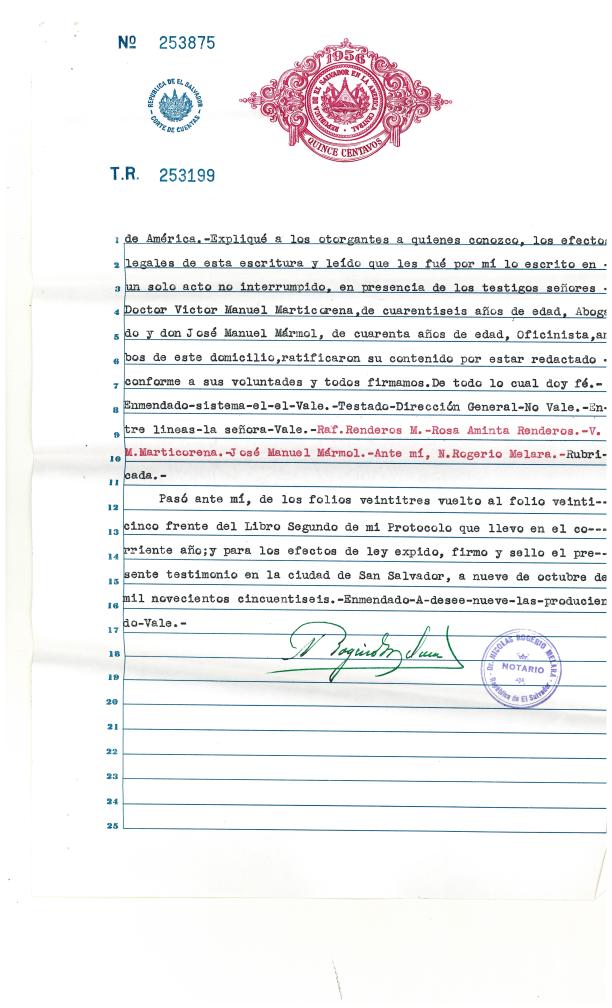 Nº 253875
1956
REPUBLICA DE EL SALVADOR EN LA AMERICA CENTRAL
QUINCE CENTAVOS
REPUBLICA DE EL SALVADOR
CORTE DE CUENTAS
T.R. 253199
1 de América.-Expliqué a los otorgantes a quienes conozco, los efectos
2 legales de esta escritura y leído que les fué por mí lo escrito en -
3 un solo acto no interrumpido, en presencia de los testigos señores -
4 Doctor Victor Manuel Marticorena,de cuarentiseis años de edad, Aboga
5 do y don José Manuel Mármol, de cuarenta años de edad, Oficinista,am
6 bos de este domicilio,ratificaron su contenido por estar redactado -
7 conforme a sus voluntades y todos firmamos.De todo lo cual doy fé.-
8 Enmendado-sistema-el-el-Vale.-Testado-Dirección General-No Vale.-En-
9 tre lineas-la señora-Vale.-Raf.Renderos M.-Rosa Aminta Renderos.-V.
10 M.Marticorena.-José Manuel Mármol.-Ante mí, N.Rogerio Melara.-Rubri-
11 cada.-
12 Pasó ante mí, de los folios veintitres vuelto al folio veinti--
13 cinco frente del Libro Segundo de mi Protocolo que llevo en el co---
14 rriente año;y para los efectos de ley expido, firmo y sello el pre--
15 sente testimonio en la ciudad de San Salvador, a nueve de octubre de
16 mil novecientos cincuentiseis.-Enmendado-A-desee-nueve-las-producien
17 do-Vale.-
18
19
20
21
22
23
24
25
Dr. NICOLAS ROGERIO MELARA
NOTARIO
República de El Salvador